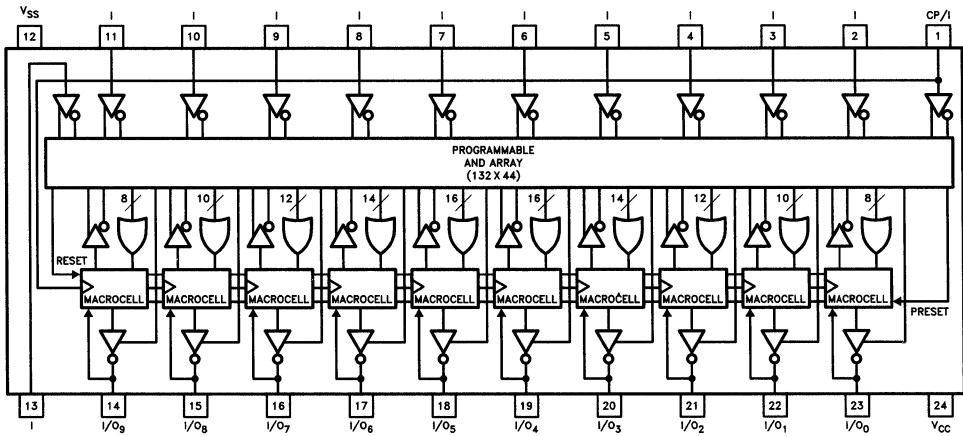 VSS I I I I I I I I I I CP/I
12 11 10 9 8 7 6 5 4 3 2 1
PROGRAMMABLE
AND ARRAY
(132 X 44)
8 10 12 14 16 16 14 12 10 8
RESET
MACROCELL MACROCELL MACROCELL MACROCELL MACROCELL MACROCELL MACROCELL MACROCELL MACROCELL MACROCELL
PRESET
13 14 15 16 17 18 19 20 21 22 23 24
I I/O9 I/O8 I/O7 I/O6 I/O5 I/O4 I/O3 I/O2 I/O1 I/O0 VCC